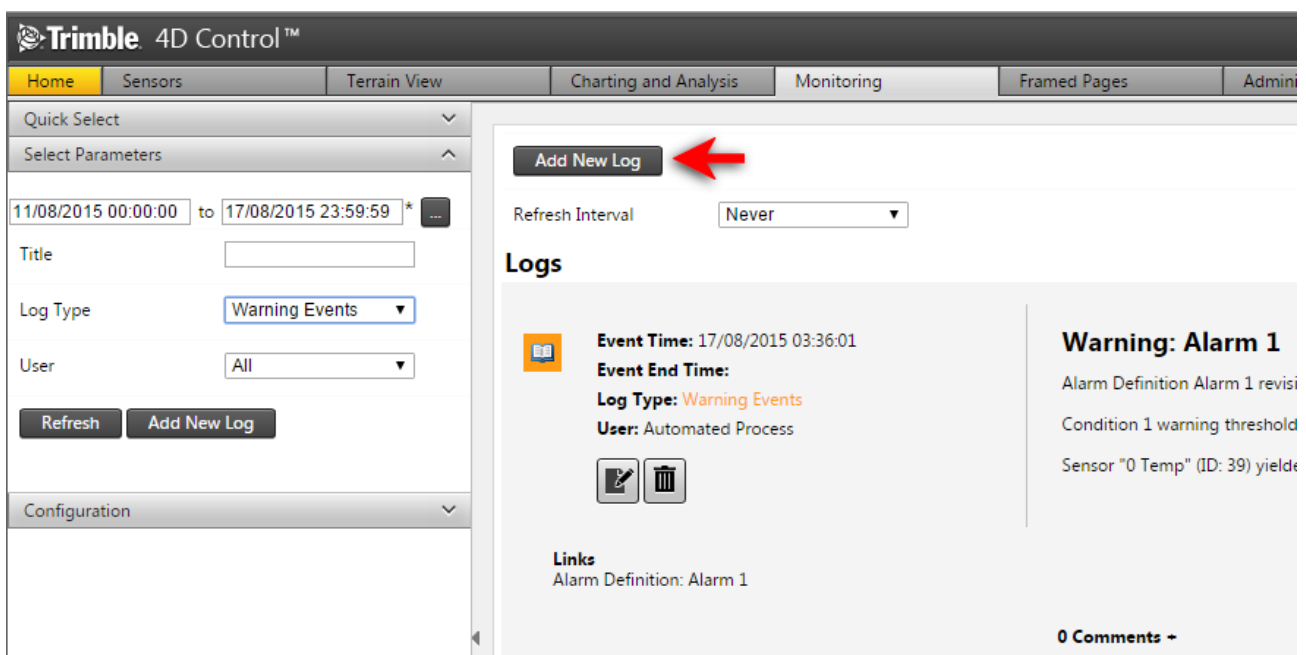 Trimble. 4D Control™
Home Sensors Terrain View Charting and Analysis Monitoring Framed Pages
Quick Select
Select Parameters
11/08/2015 00:00:00 to 17/08/2015 23:59:59 * ...
Title
Log Type Warning Events
User All
Refresh Add New Log
Configuration
Add New Log
Refresh Interval Never
Logs
Event Time: 17/08/2015 03:36:01
Event End Time:
Log Type: Warning Events
User: Automated Process
Links
Alarm Definition: Alarm 1
Warning: Alarm 1
Alarm Definition Alarm 1
Condition 1 warning threshold
Sensor "0 Temp" (ID: 39)
0 Comments +